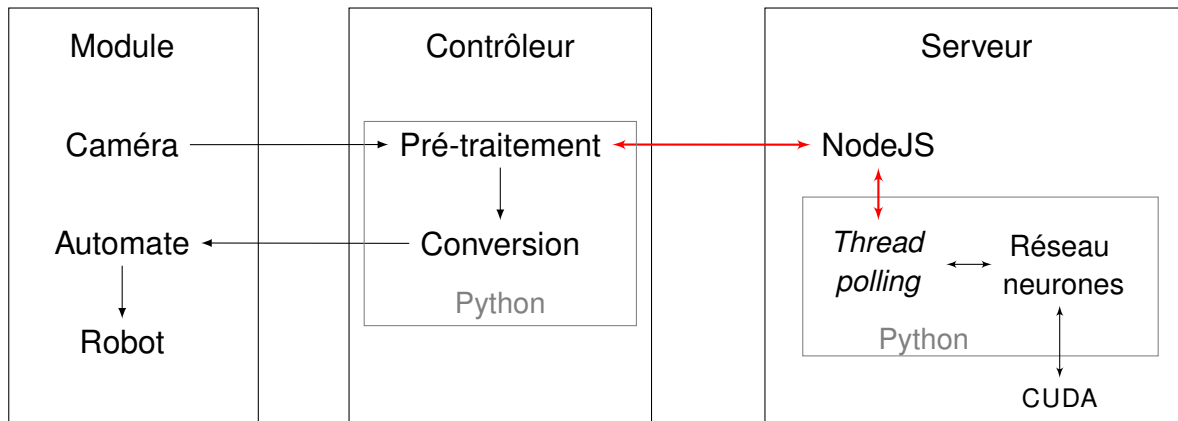 Module
Contrôleur
Serveur
Caméra
Pré-traitement
NodeJS
Automate
Conversion
Thread
polling
Réseau
neurones
Python
Python
Robot
CUDA